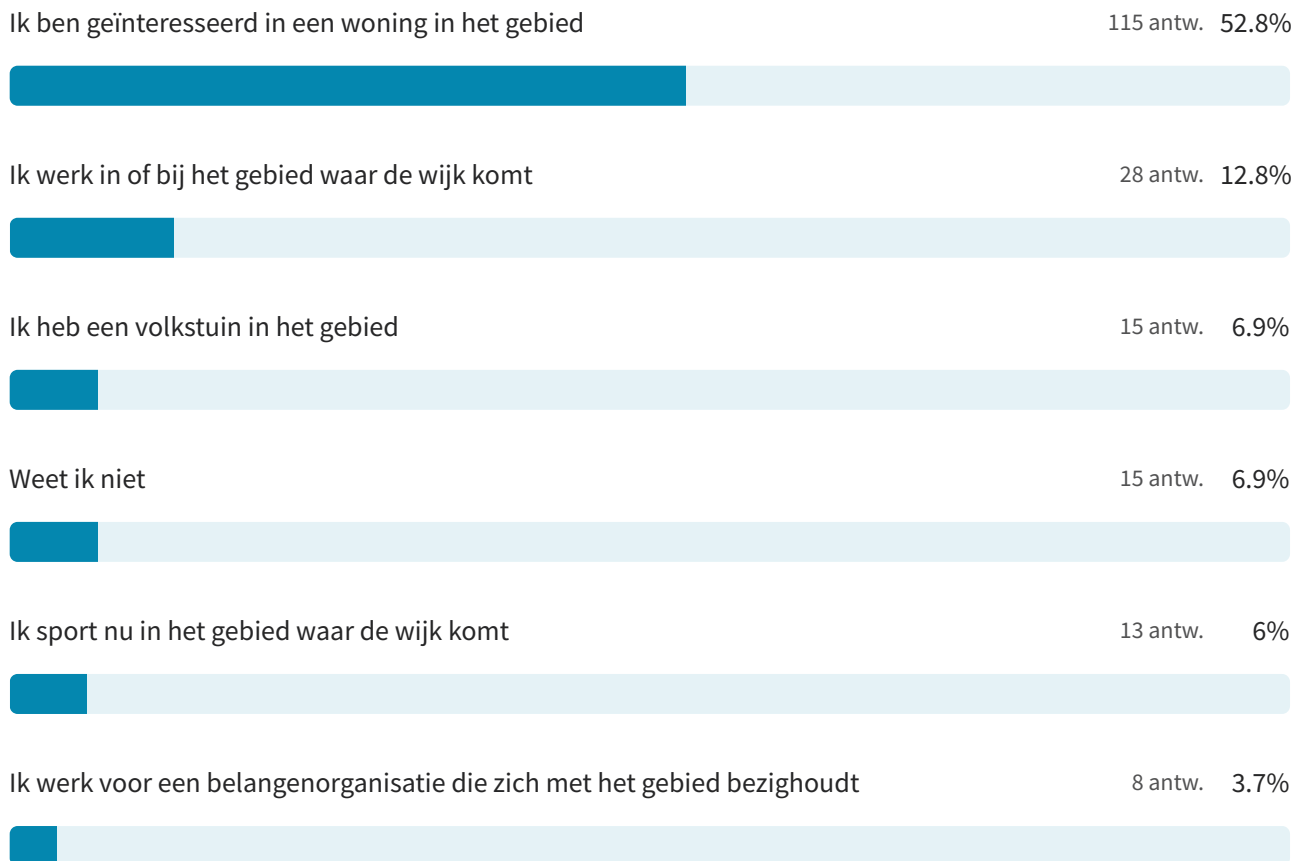 Ik ben geïnteresseerd in een woning in het gebied 115 antw. 52.8%
Ik werk in of bij het gebied waar de wijk komt 28 antw. 12.8%
Ik heb een volkstuin in het gebied 15 antw. 6.9%
Weet ik niet 15 antw. 6.9%
Ik sport nu in het gebied waar de wijk komt 13 antw. 6%
Ik werk voor een belangenorganisatie die zich met het gebied bezighoudt 8 antw. 3.7%